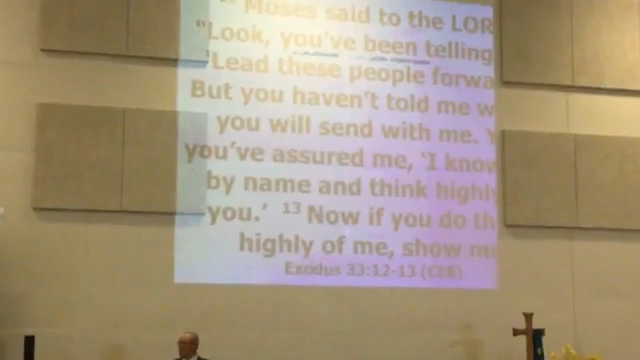 Moses said to the LOR
"Look, you've been telling
'Lead these people forwa
But you haven't told me w
you will send with me. Y
you've assured me, 'I know
by name and think highly
you.' 13 Now if you do th
highly of me, show me
Exodus 33:12-13 (CEB)